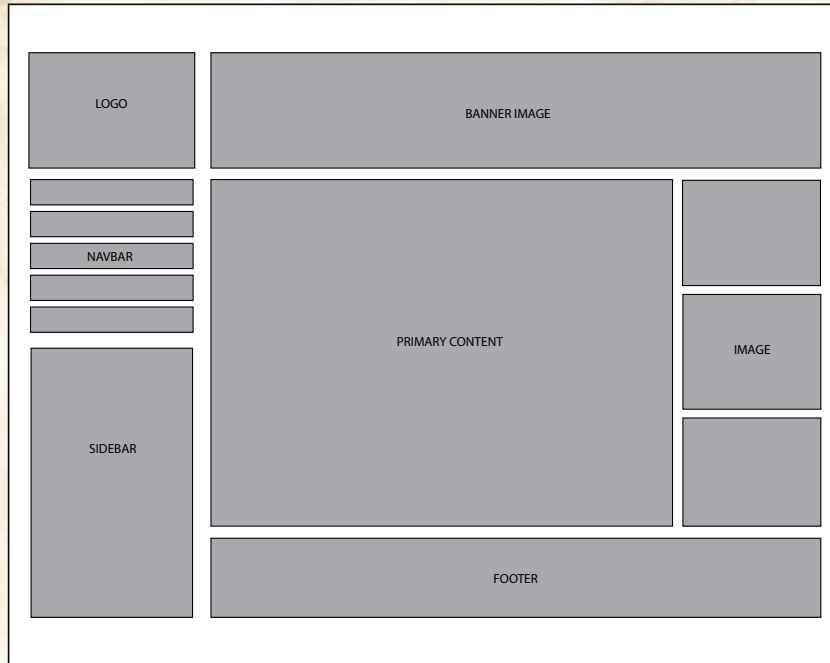 LOGO
BANNER IMAGE
NAVBAR
PRIMARY CONTENT
IMAGE
SIDEBAR
FOOTER